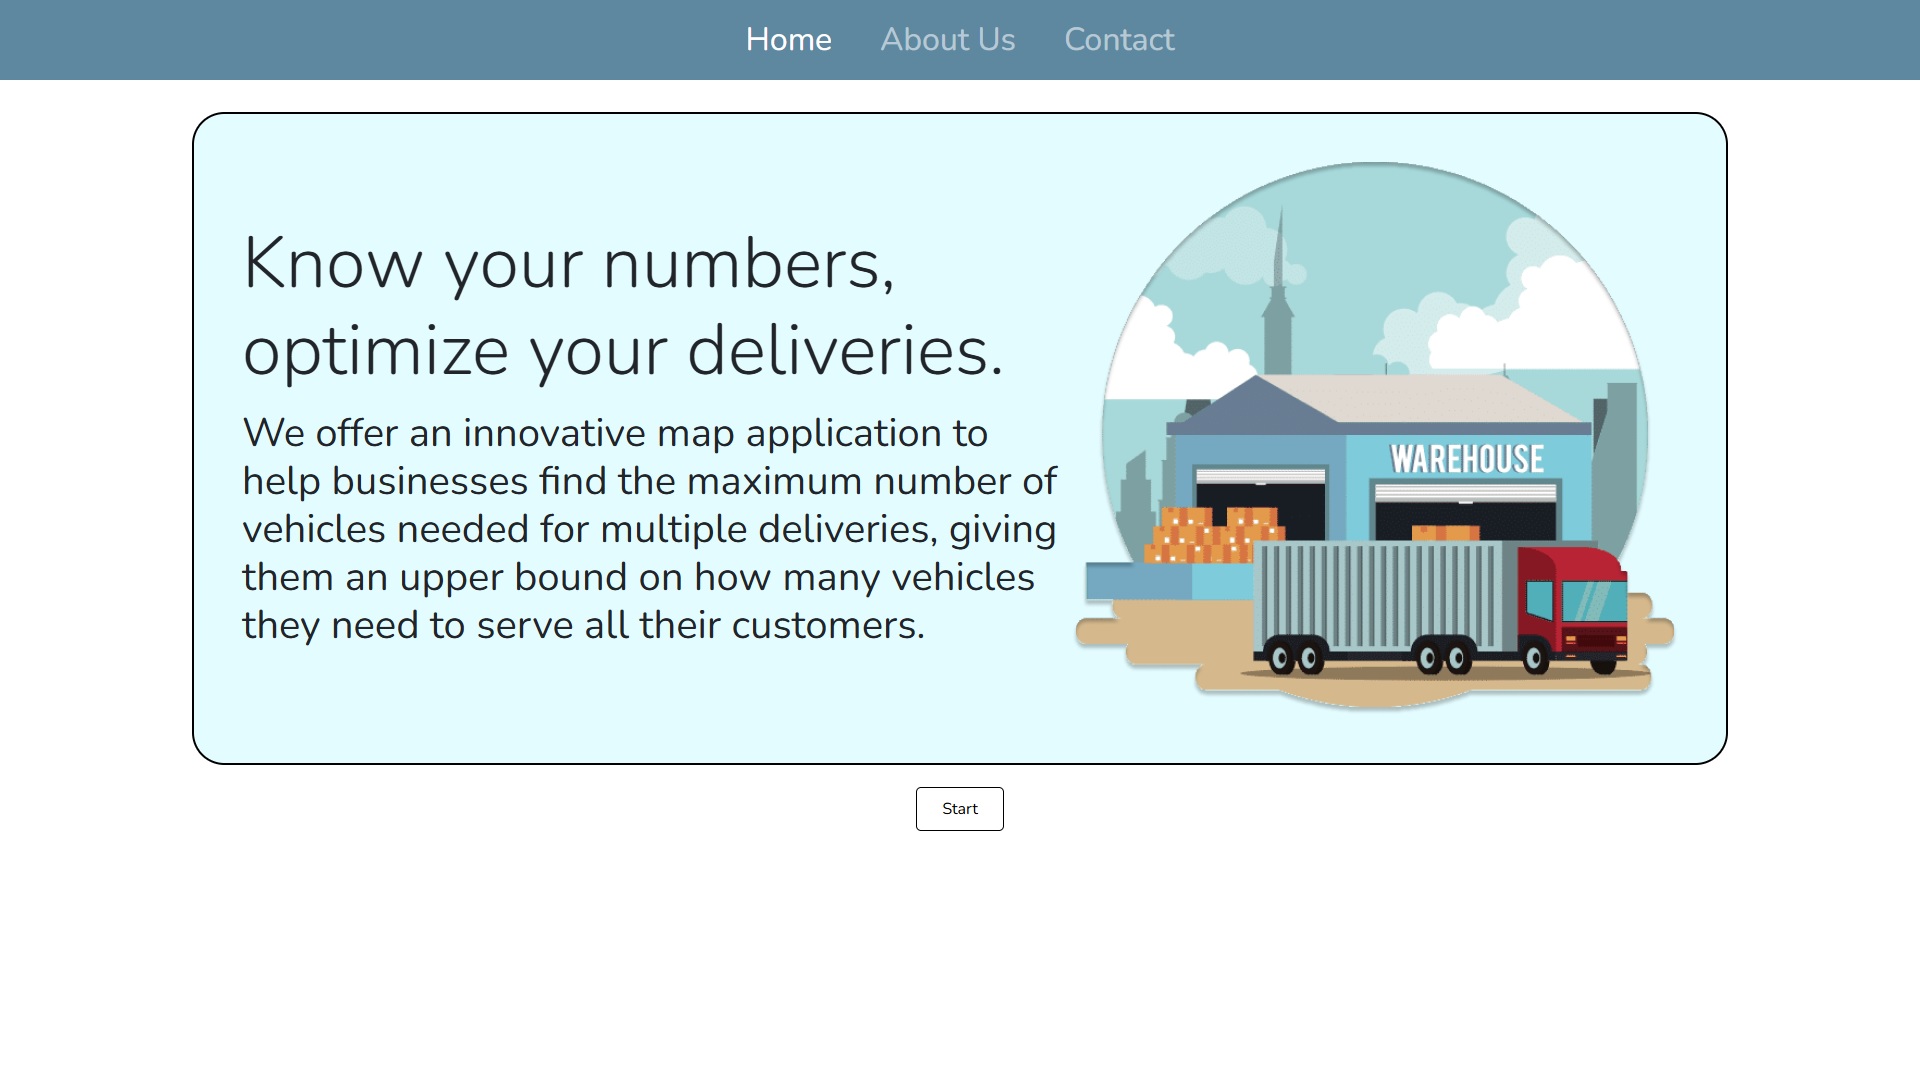 Home About Us Contact
Know your numbers,
optimize your deliveries.
We offer an innovative map application to
help businesses find the maximum number of
vehicles needed for multiple deliveries, giving
them an upper bound on how many vehicles
they need to serve all their customers.
WAREHOUSE
Start